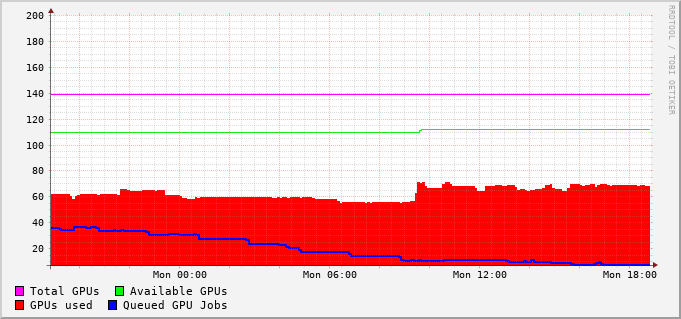 200
180
160
140
120
100
80
60
40
20
Mon 00:00 Mon 06:00 Mon 12:00 Mon 18:00
Total GPUs Available GPUs
GPUs used Queued GPU Jobs
RRDTOOL / TOBI OETIKER